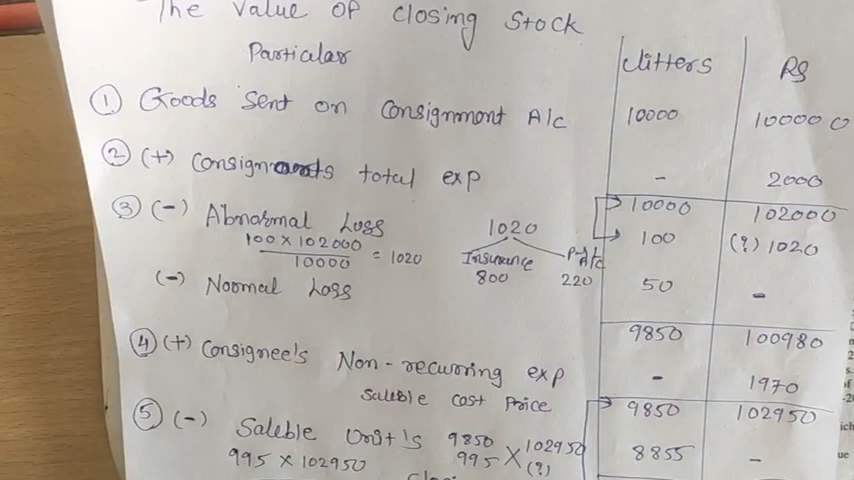 The Value of Closing Stock
Particular Litters Rs
① Goods Sent on Consignment A/c 10000 100000
② (+) Consignments total exp - 2000
10000 102000
③ (-) Abnormal Loss 1020 100 (?) 1020
100 x 102000 / 10000 = 1020 Insurance 800 P&L A/c 220
(-) Normal Loss 50 -
9850 100980
④ (+) Consignee's Non-recurring exp - 1970
Saleble Cost Price 9850 102950
⑤ (-) Saleble Unit's 9850 102950 8855 -
995 x 102950 995 x (?)